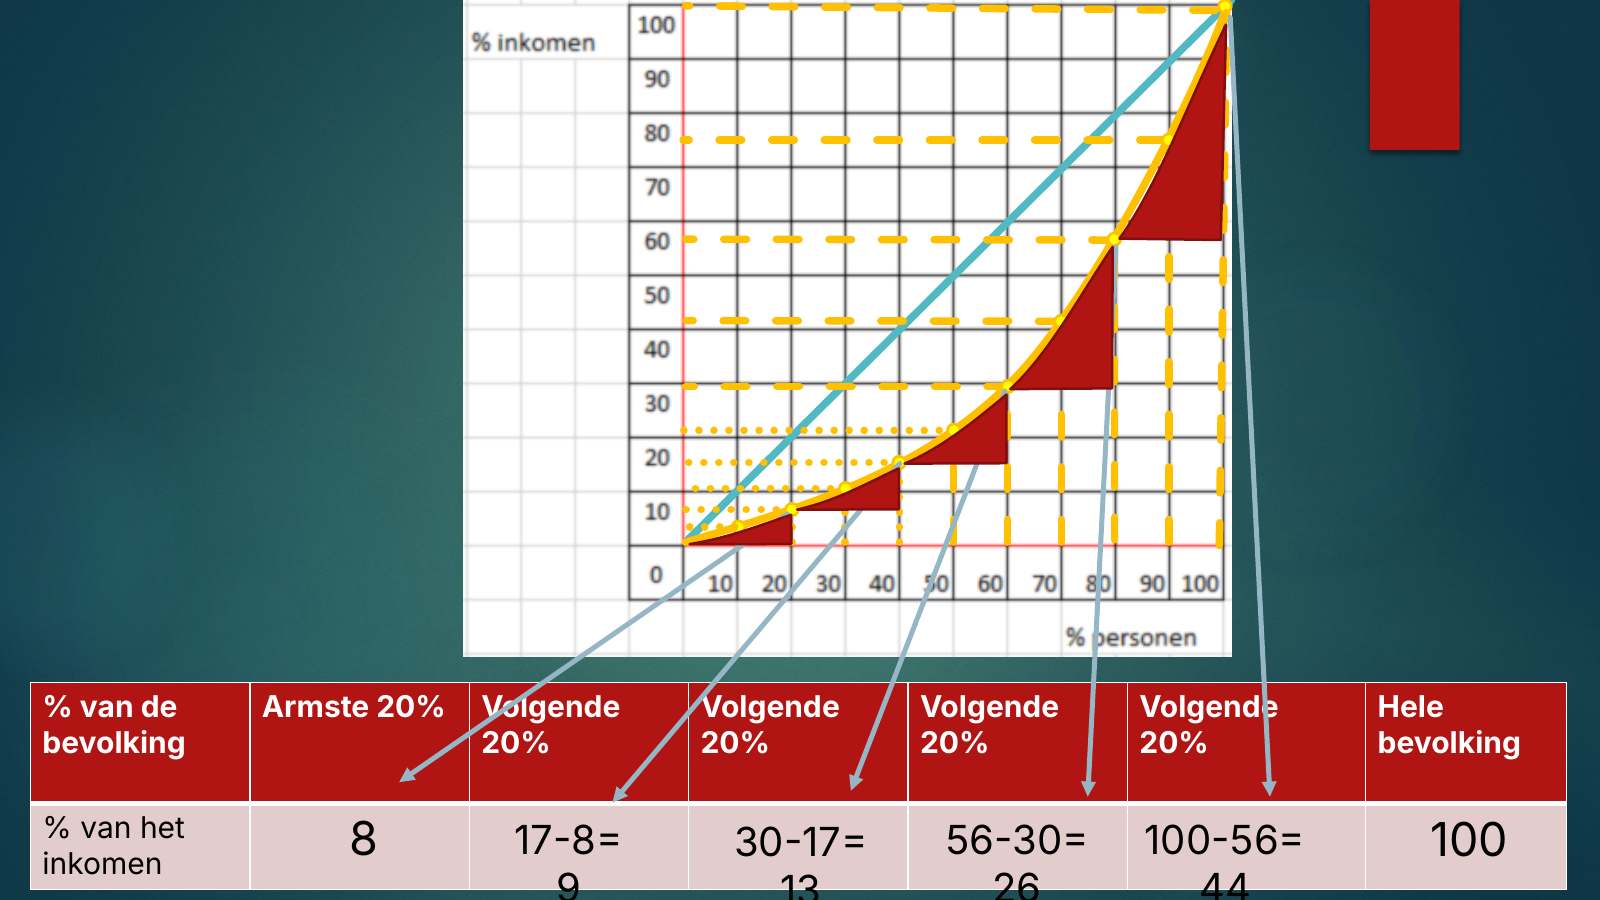 % inkomen
100
90
80
70
60
50
40
30
20
10
0
10 20 30 40 50 60 70 80 90 100
% personen
% van de bevolking
Armste 20%
Volgende 20%
Volgende 20%
Volgende 20%
Volgende 20%
Hele bevolking
% van het inkomen
8
17-8=
9
30-17=
13
56-30=
26
100-56=
44
100